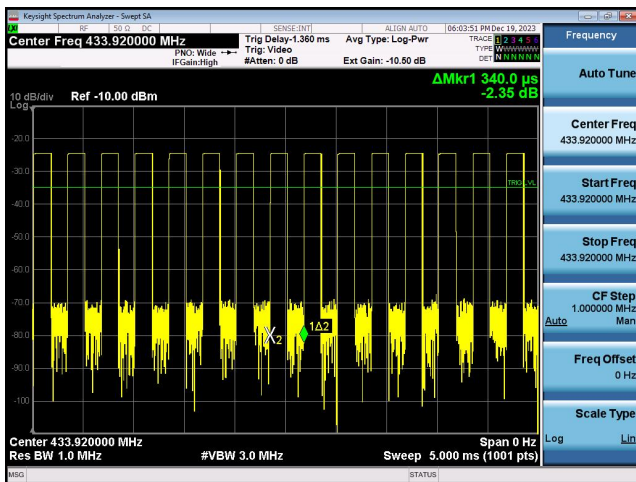 Keysight Spectrum Analyzer - Swept SA
RF 50 Ω DC SENSE:INT ALIGN AUTO 06:03:51 PM Dec 19, 2023
Center Freq 433.920000 MHz
PNO: Wide
IFGain:High
Trig Delay-1.360 ms
Trig: Video
#Atten: 0 dB
Avg Type: Log-Pwr
Ext Gain: -10.50 dB
TRACE 1 2 3 4 5 6
TYPE WWWWWW
DET N N N N N N
ΔMkr1 340.0 µs
-2.35 dB
10 dB/div Ref -10.00 dBm
Log
-20.0
-30.0
-40.0
-50.0
-60.0
-70.0
-80.0
-90.0
-100
TRIG LVL
X2
1Δ2
Center 433.920000 MHz
Span 0 Hz
Res BW 1.0 MHz
#VBW 3.0 MHz
Sweep 5.000 ms (1001 pts)
MSG
STATUS
Frequency
Auto Tune
Center Freq
433.920000 MHz
Start Freq
433.920000 MHz
Stop Freq
433.920000 MHz
CF Step
1.000000 MHz
Auto Man
Freq Offset
0 Hz
Scale Type
Log Lin